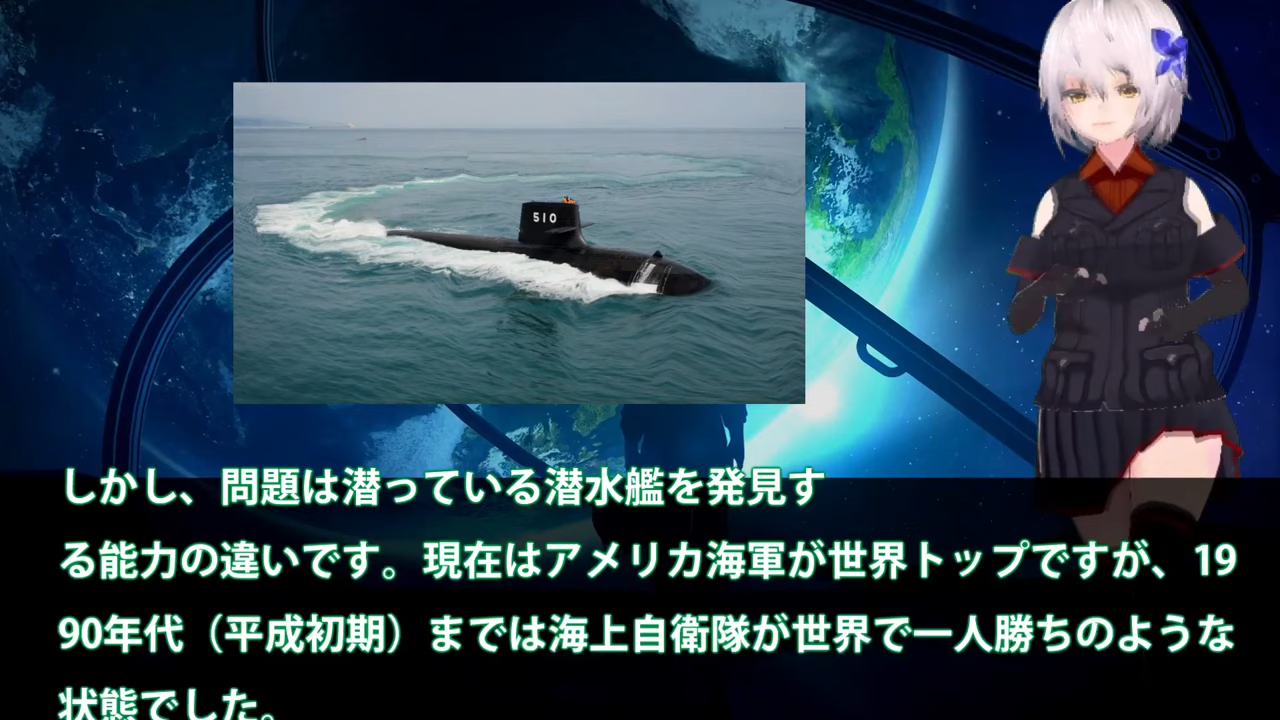 510
しかし、問題は潜っている潜水艦を発見す
る能力の違いです。現在はアメリカ海軍が世界トップですが、19
90年代（平成初期）までは海上自衛隊が世界で一人勝ちのような
状態でした。